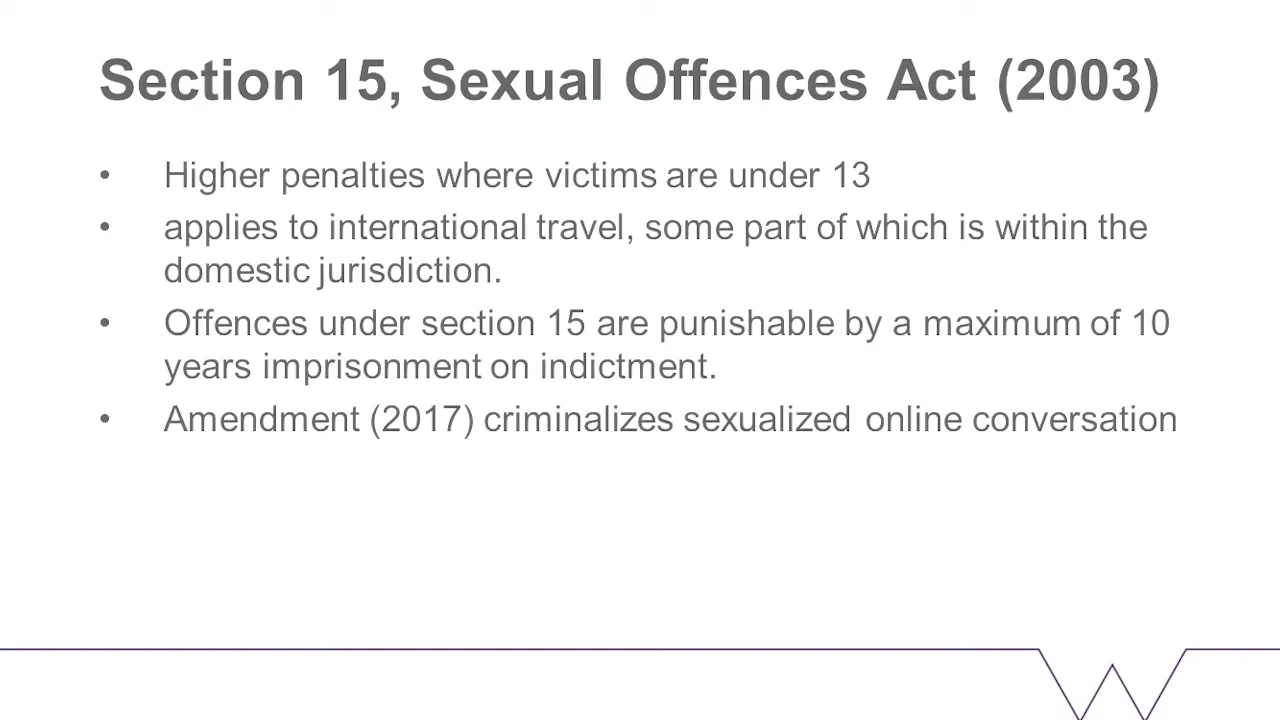 Section 15, Sexual Offences Act (2003)
• Higher penalties where victims are under 13
• applies to international travel, some part of which is within the
domestic jurisdiction.
• Offences under section 15 are punishable by a maximum of 10
years imprisonment on indictment.
• Amendment (2017) criminalizes sexualized online conversation